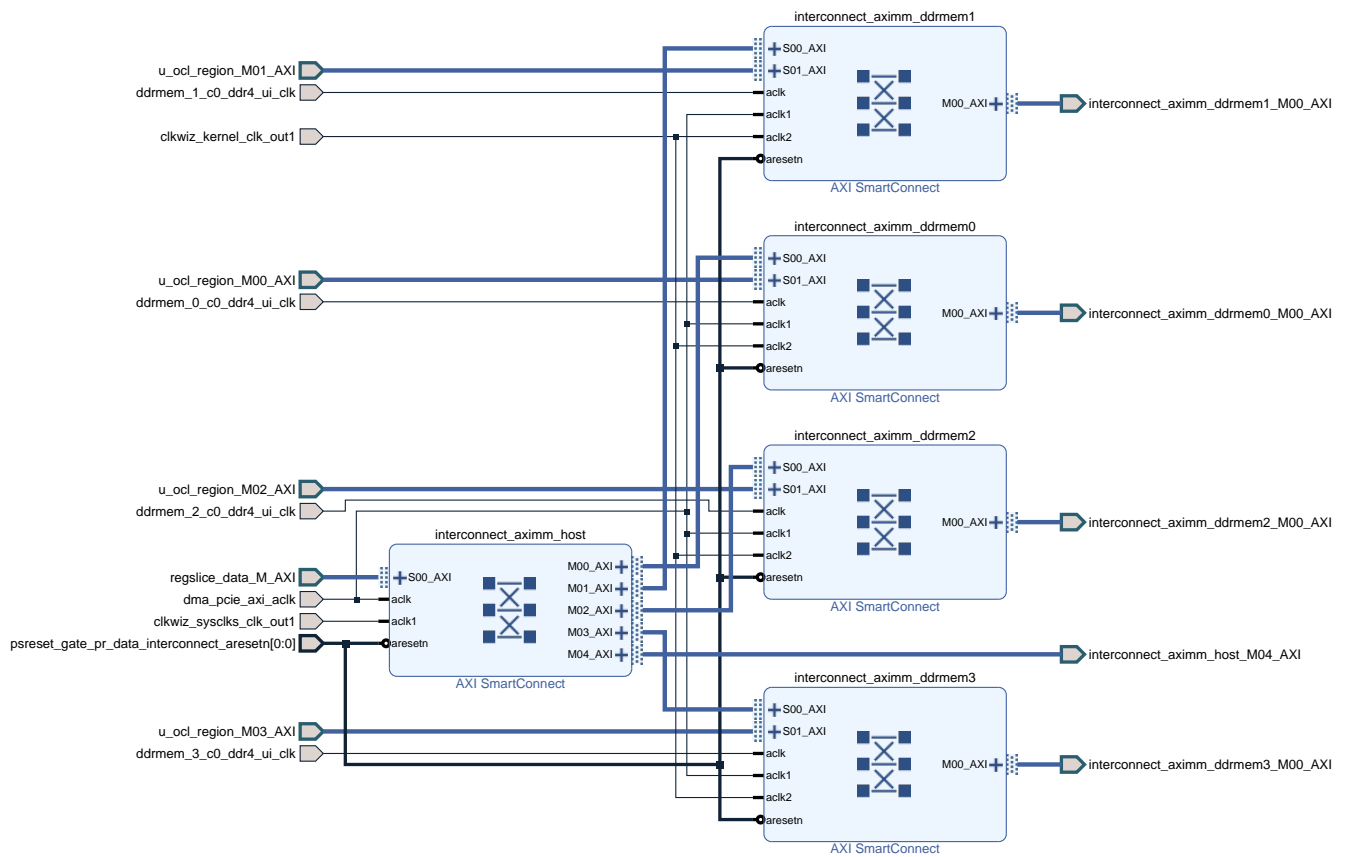 interconnect_aximm_ddrmem1
S00_AXI
u_ocl_region_M01_AXI
S01_AXI
ddrmem_1_c0_ddr4_ui_clk
aclk
M00_AXI
interconnect_aximm_ddrmem1_M00_AXI
aclk1
clkwiz_kernel_clk_out1
aclk2
aresetn
AXI SmartConnect
interconnect_aximm_ddrmem0
S00_AXI
u_ocl_region_M00_AXI
S01_AXI
ddrmem_0_c0_ddr4_ui_clk
aclk
M00_AXI
interconnect_aximm_ddrmem0_M00_AXI
aclk1
aclk2
aresetn
AXI SmartConnect
interconnect_aximm_ddrmem2
S00_AXI
u_ocl_region_M02_AXI
S01_AXI
ddrmem_2_c0_ddr4_ui_clk
aclk
M00_AXI
interconnect_aximm_ddrmem2_M00_AXI
aclk1
aclk2
aresetn
AXI SmartConnect
interconnect_aximm_host
M00_AXI
regslice_data_M_AXI
S00_AXI
M01_AXI
dma_pcie_axi_aclk
aclk
M02_AXI
clkwiz_sysclks_clk_out1
aclk1
M03_AXI
psreset_gate_pr_data_interconnect_aresetn[0:0]
aresetn
M04_AXI
interconnect_aximm_host_M04_AXI
AXI SmartConnect
interconnect_aximm_ddrmem3
S00_AXI
u_ocl_region_M03_AXI
S01_AXI
ddrmem_3_c0_ddr4_ui_clk
aclk
M00_AXI
interconnect_aximm_ddrmem3_M00_AXI
aclk1
aclk2
aresetn
AXI SmartConnect